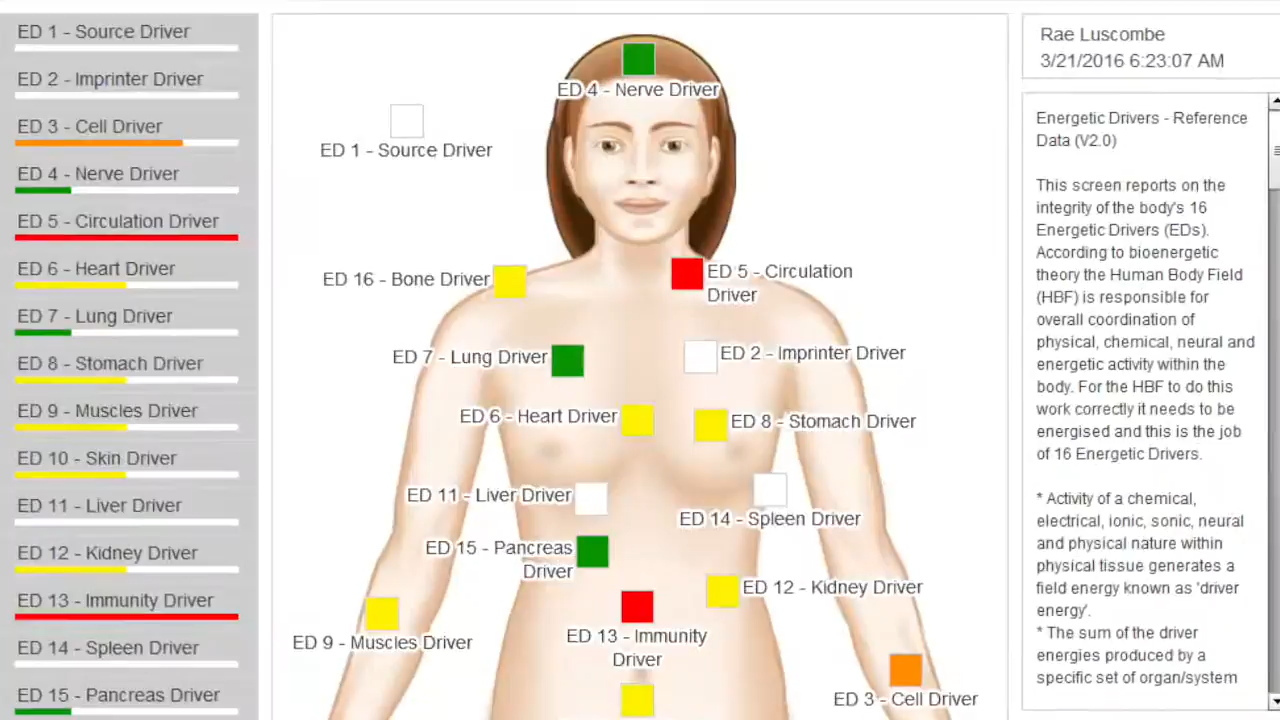 ED 1 - Source Driver
ED 2 - Imprinter Driver
ED 3 - Cell Driver
ED 4 - Nerve Driver
ED 5 - Circulation Driver
ED 6 - Heart Driver
ED 7 - Lung Driver
ED 8 - Stomach Driver
ED 9 - Muscles Driver
ED 10 - Skin Driver
ED 11 - Liver Driver
ED 12 - Kidney Driver
ED 13 - Immunity Driver
ED 14 - Spleen Driver
ED 15 - Pancreas Driver
ED 4 - Nerve Driver
ED 1 - Source Driver
ED 16 - Bone Driver
ED 5 - Circulation
Driver
ED 7 - Lung Driver
ED 2 - Imprinter Driver
ED 6 - Heart Driver
ED 8 - Stomach Driver
ED 11 - Liver Driver
ED 14 - Spleen Driver
ED 15 - Pancreas
Driver
ED 12 - Kidney Driver
ED 9 - Muscles Driver
ED 13 - Immunity
Driver
ED 3 - Cell Driver
Rae Luscombe
3/21/2016 6:23:07 AM
Energetic Drivers - Reference
Data (V2.0)
This screen reports on the
integrity of the body's 16
Energetic Drivers (EDs).
According to bioenergetic
theory the Human Body Field
(HBF) is responsible for
overall coordination of
physical, chemical, neural and
energetic activity within the
body. For the HBF to do this
work correctly it needs to be
energised and this is the job
of 16 Energetic Drivers.
* Activity of a chemical,
electrical, ionic, sonic, neural
and physical nature within
physical tissue generates a
field energy known as 'driver
energy'.
* The sum of the driver
energies produced by a
specific set of organ/system